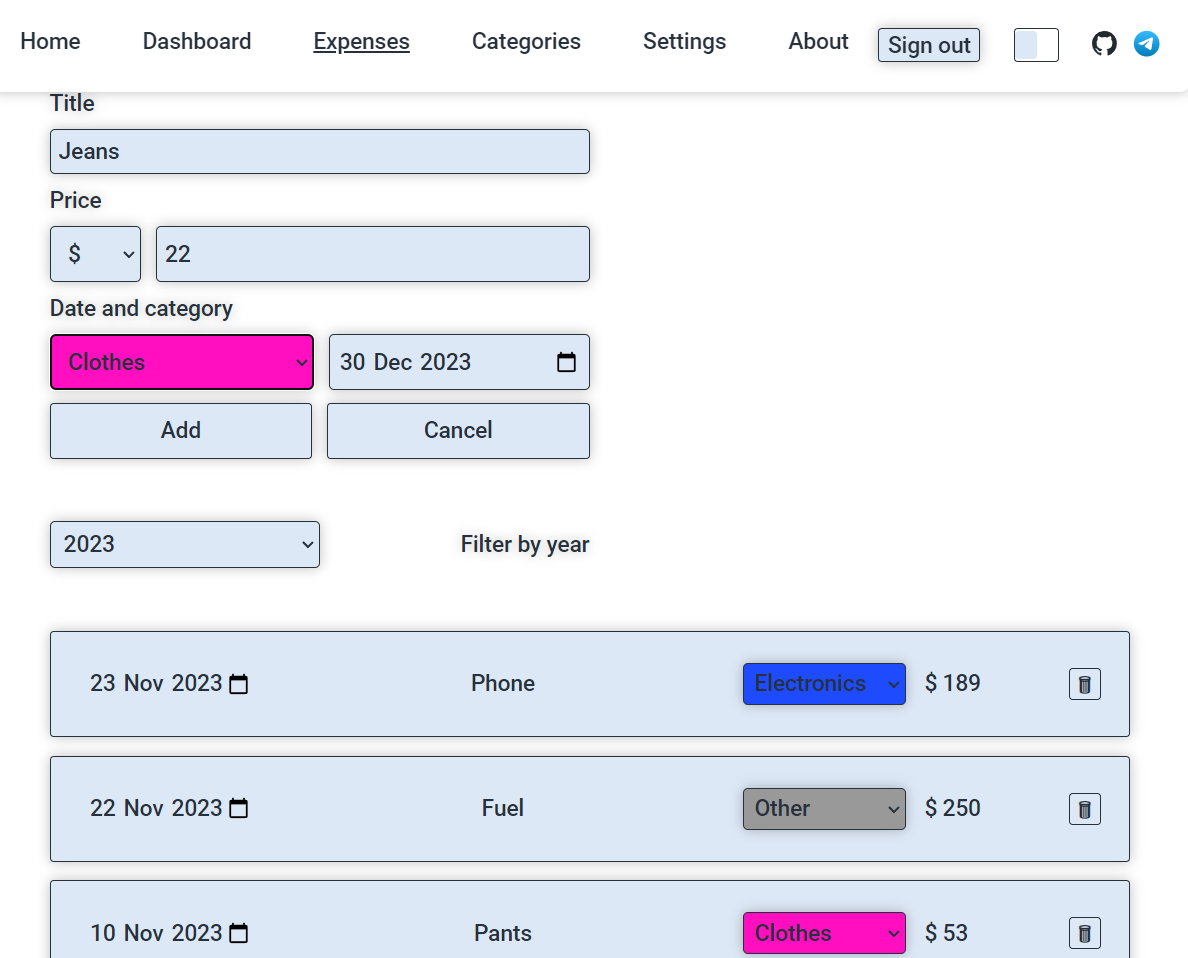 Home Dashboard Expenses Categories Settings About Sign out
Title
Jeans
Price
$ 22
Date and category
Clothes 30 Dec 2023
Add Cancel
2023 Filter by year
23 Nov 2023 Phone Electronics $ 189
22 Nov 2023 Fuel Other $ 250
10 Nov 2023 Pants Clothes $ 53